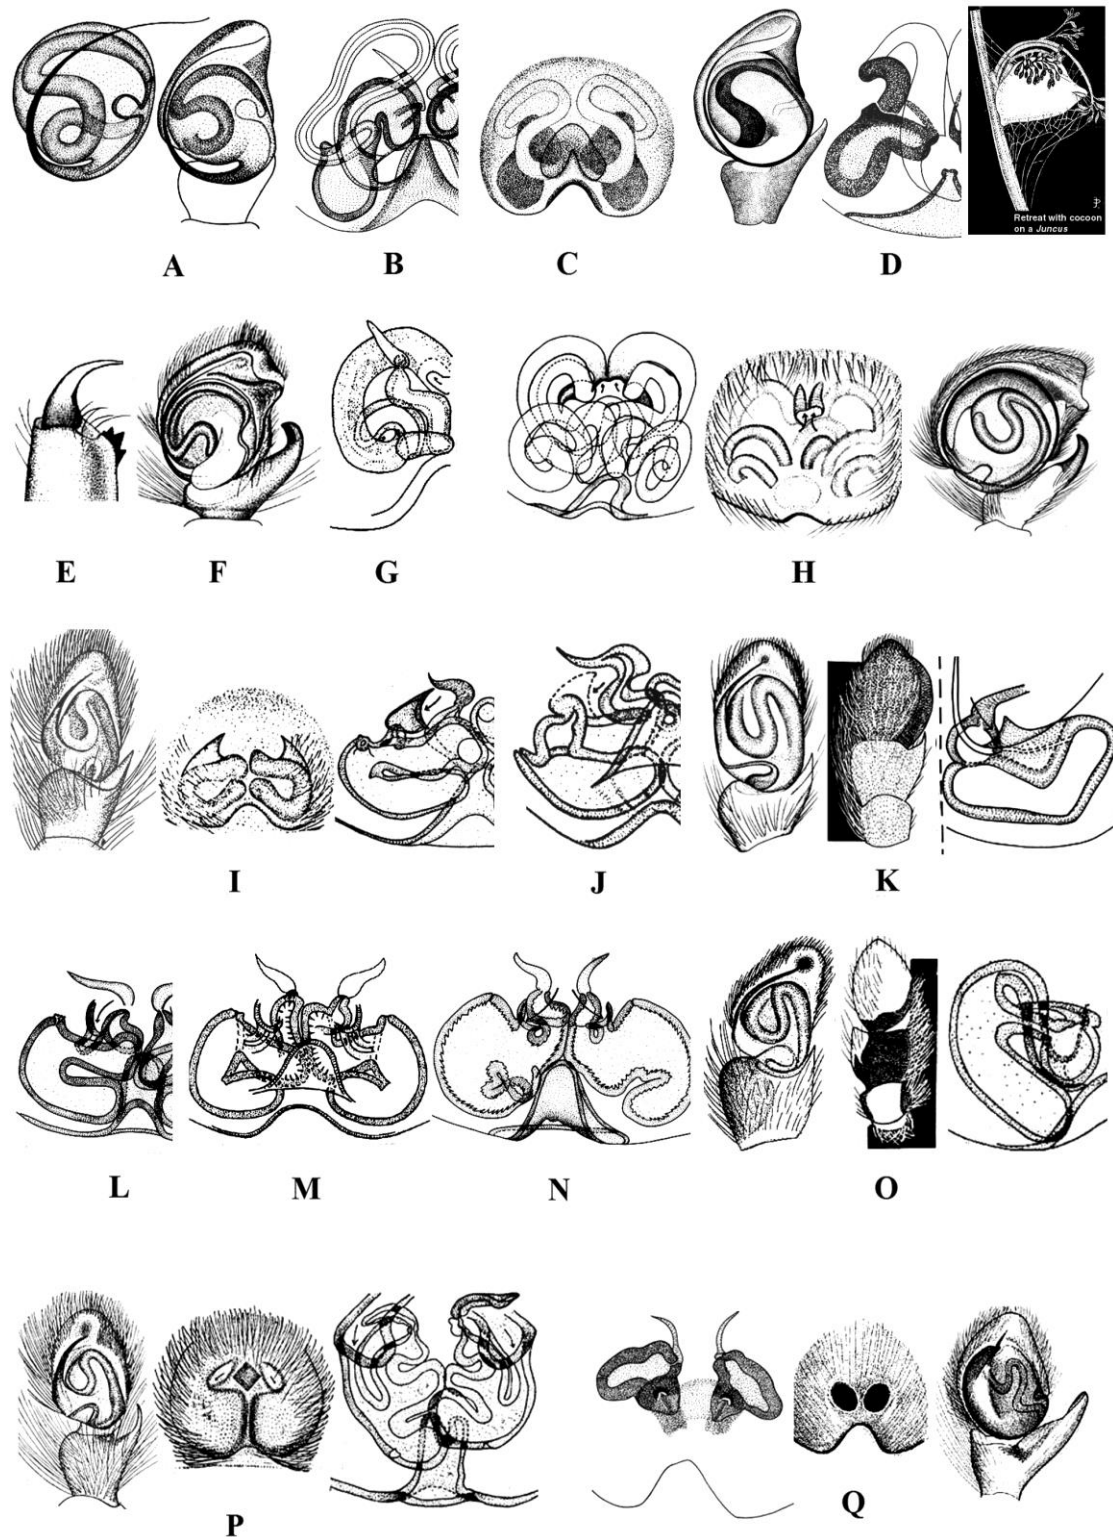 Retreat with cocoon
on a Juncus
A B C D
E F G H
I J K
L M N O
P Q